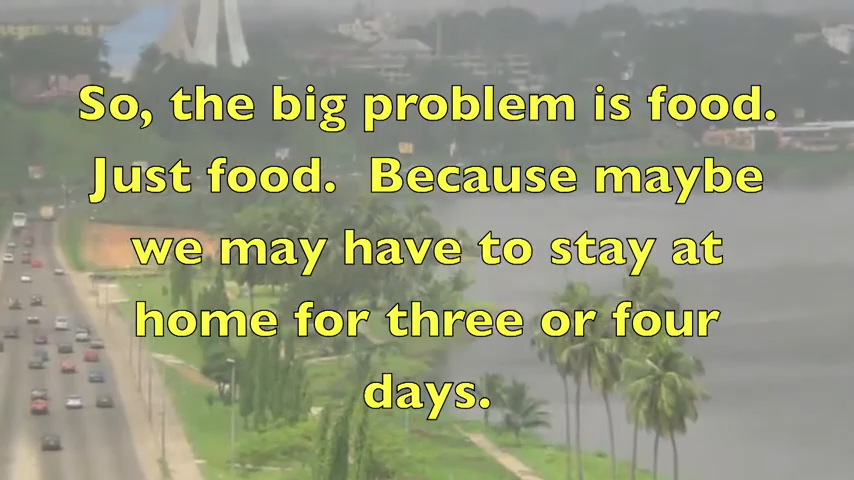 So, the big problem is food.
Just food.  Because maybe
we may have to stay at
home for three or four
days.